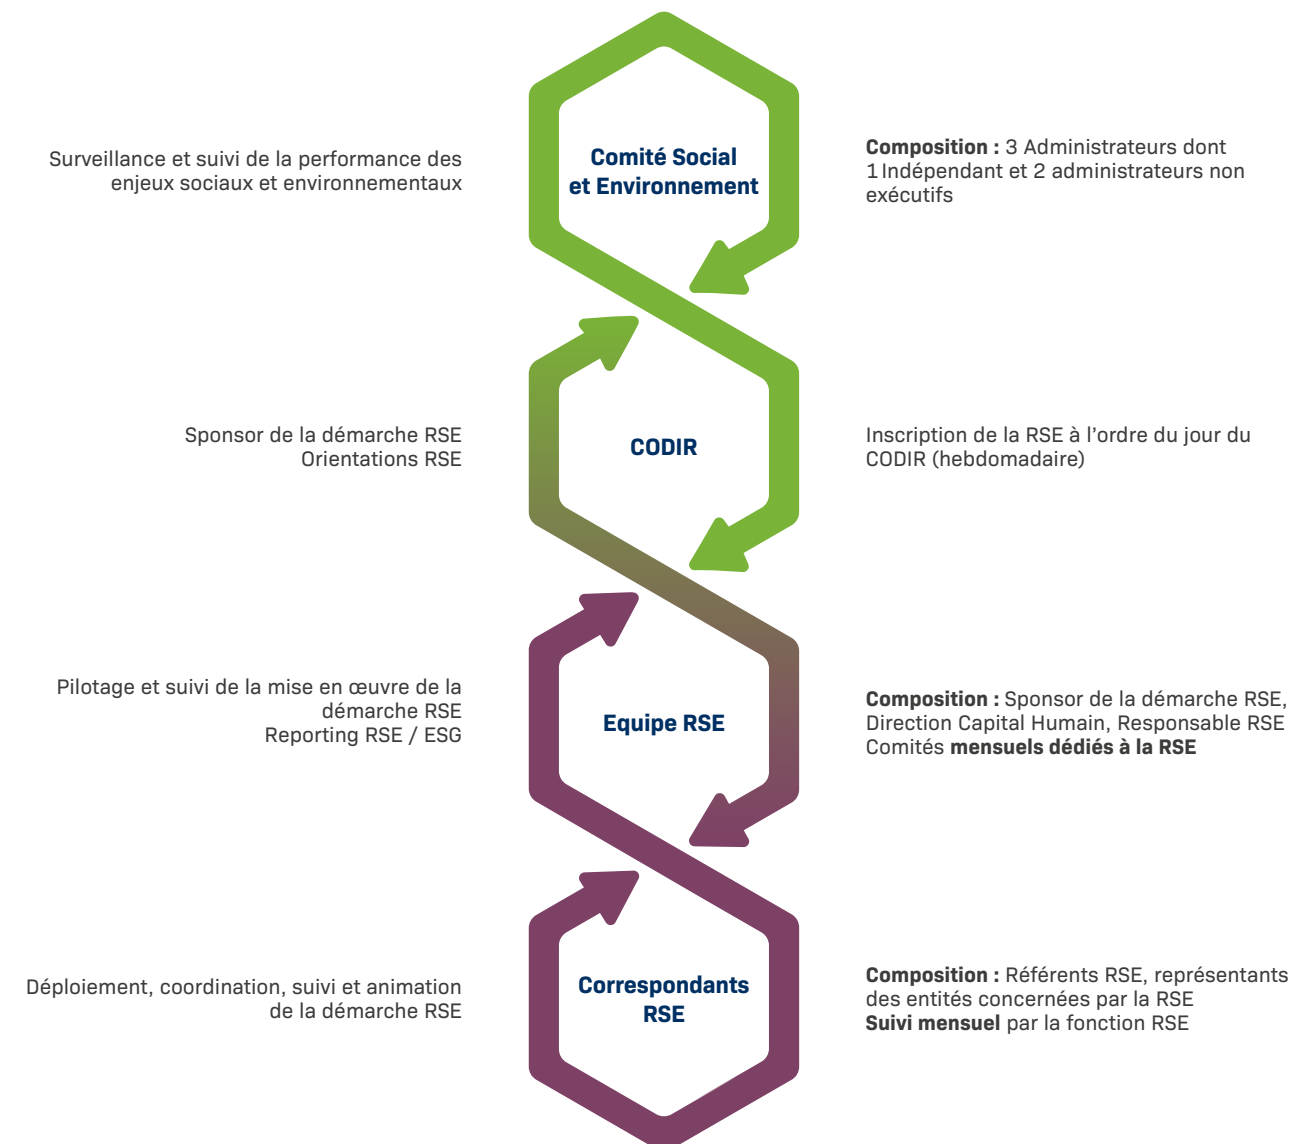 Surveillance et suivi de la performance des
enjeux sociaux et environnementaux
Comité Social
et Environnement
Composition : 3 Administrateurs dont
1 Indépendant et 2 administrateurs non
exécutifs
Sponsor de la démarche RSE
Orientations RSE
CODIR
Inscription de la RSE à l'ordre du jour du
CODIR (hebdomadaire)
Pilotage et suivi de la mise en œuvre de la
démarche RSE
Reporting RSE / ESG
Equipe RSE
Composition : Sponsor de la démarche RSE,
Direction Capital Humain, Responsable RSE
Comités mensuels dédiés à la RSE
Déploiement, coordination, suivi et animation
de la démarche RSE
Correspondants
RSE
Composition : Référents RSE, représentants
des entités concernées par la RSE
Suivi mensuel par la fonction RSE